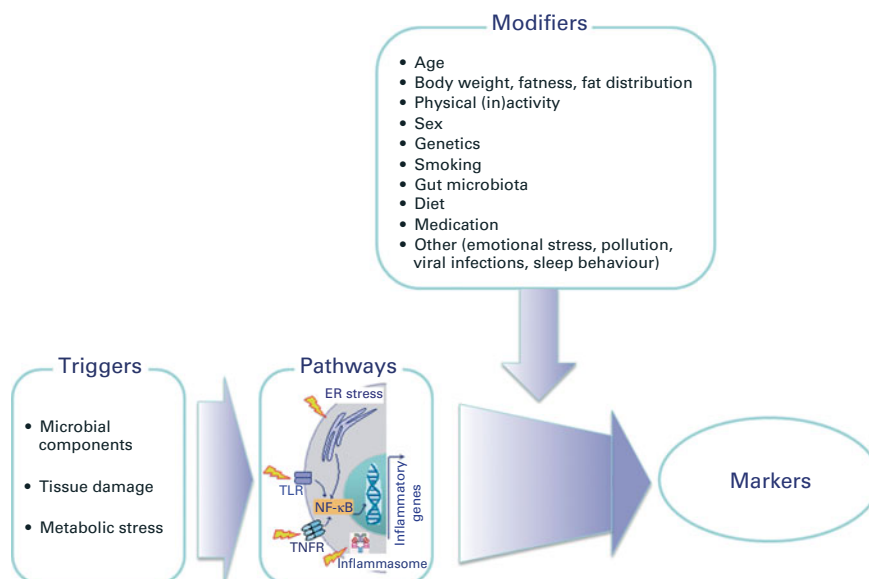 Modifiers
• Age
• Body weight, fatness, fat distribution
• Physical (in)activity
• Sex
• Genetics
• Smoking
• Gut microbiota
• Diet
• Medication
• Other (emotional stress, pollution,
viral infections, sleep behaviour)
Triggers
• Microbial
components
• Tissue damage
• Metabolic stress
Pathways
ER stress
TLR
NF-κB
TNFR
Inflammasome
Inflammatory
genes
Markers